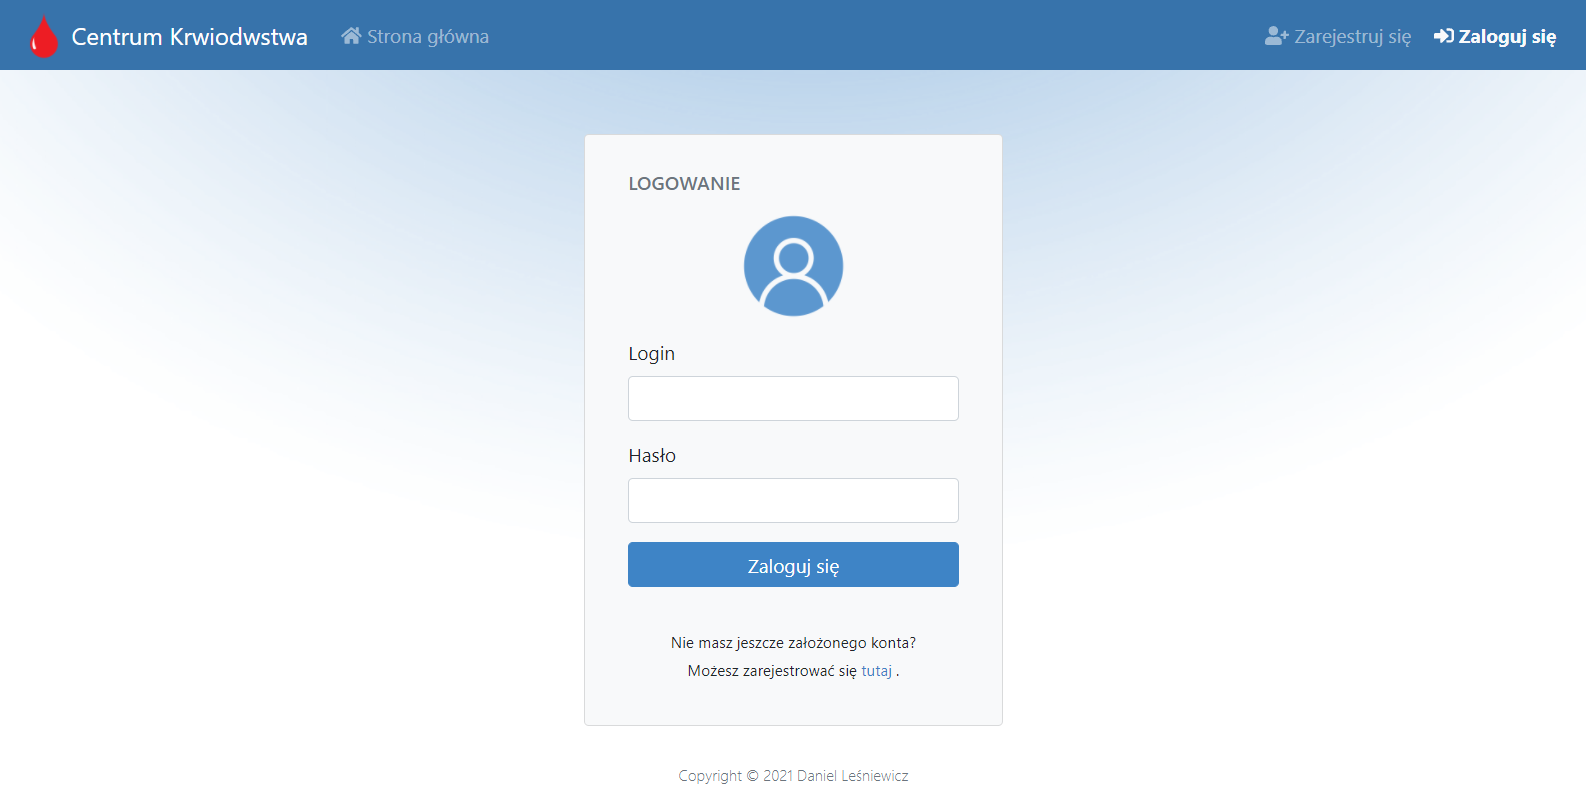 Centrum Krwiodwstwa Strona główna Zarejestruj się Zaloguj się
LOGOWANIE
Login
Hasło
Zaloguj się
Nie masz jeszcze założonego konta?
Możesz zarejestrować się tutaj .
Copyright © 2021 Daniel Leśniewicz